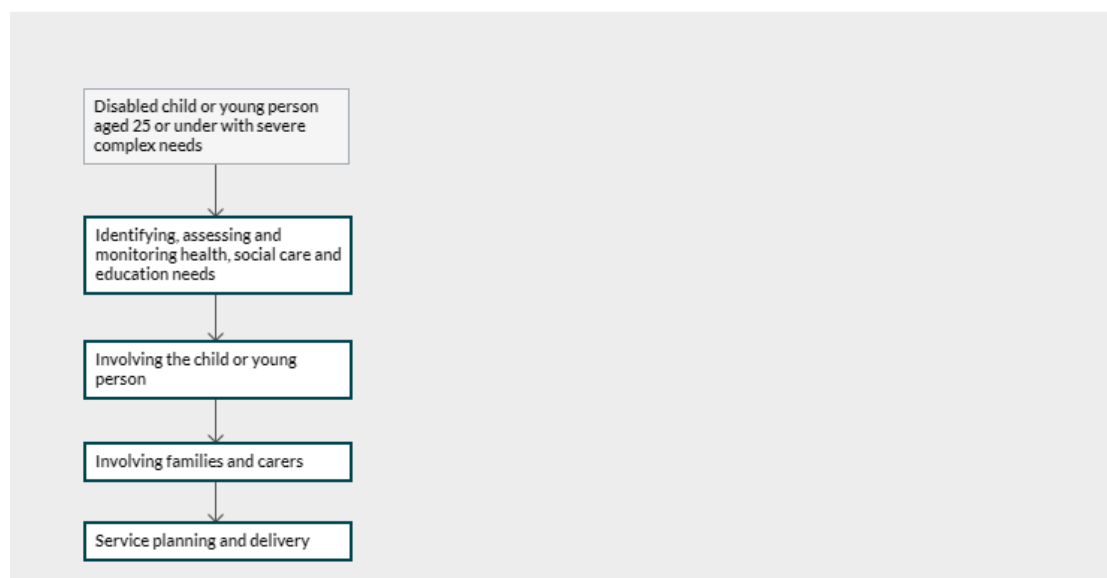 Disabled child or young person
aged 25 or under with severe
complex needs
Identifying, assessing and
monitoring health, social care and
education needs
Involving the child or young
person
Involving families and carers
Service planning and delivery